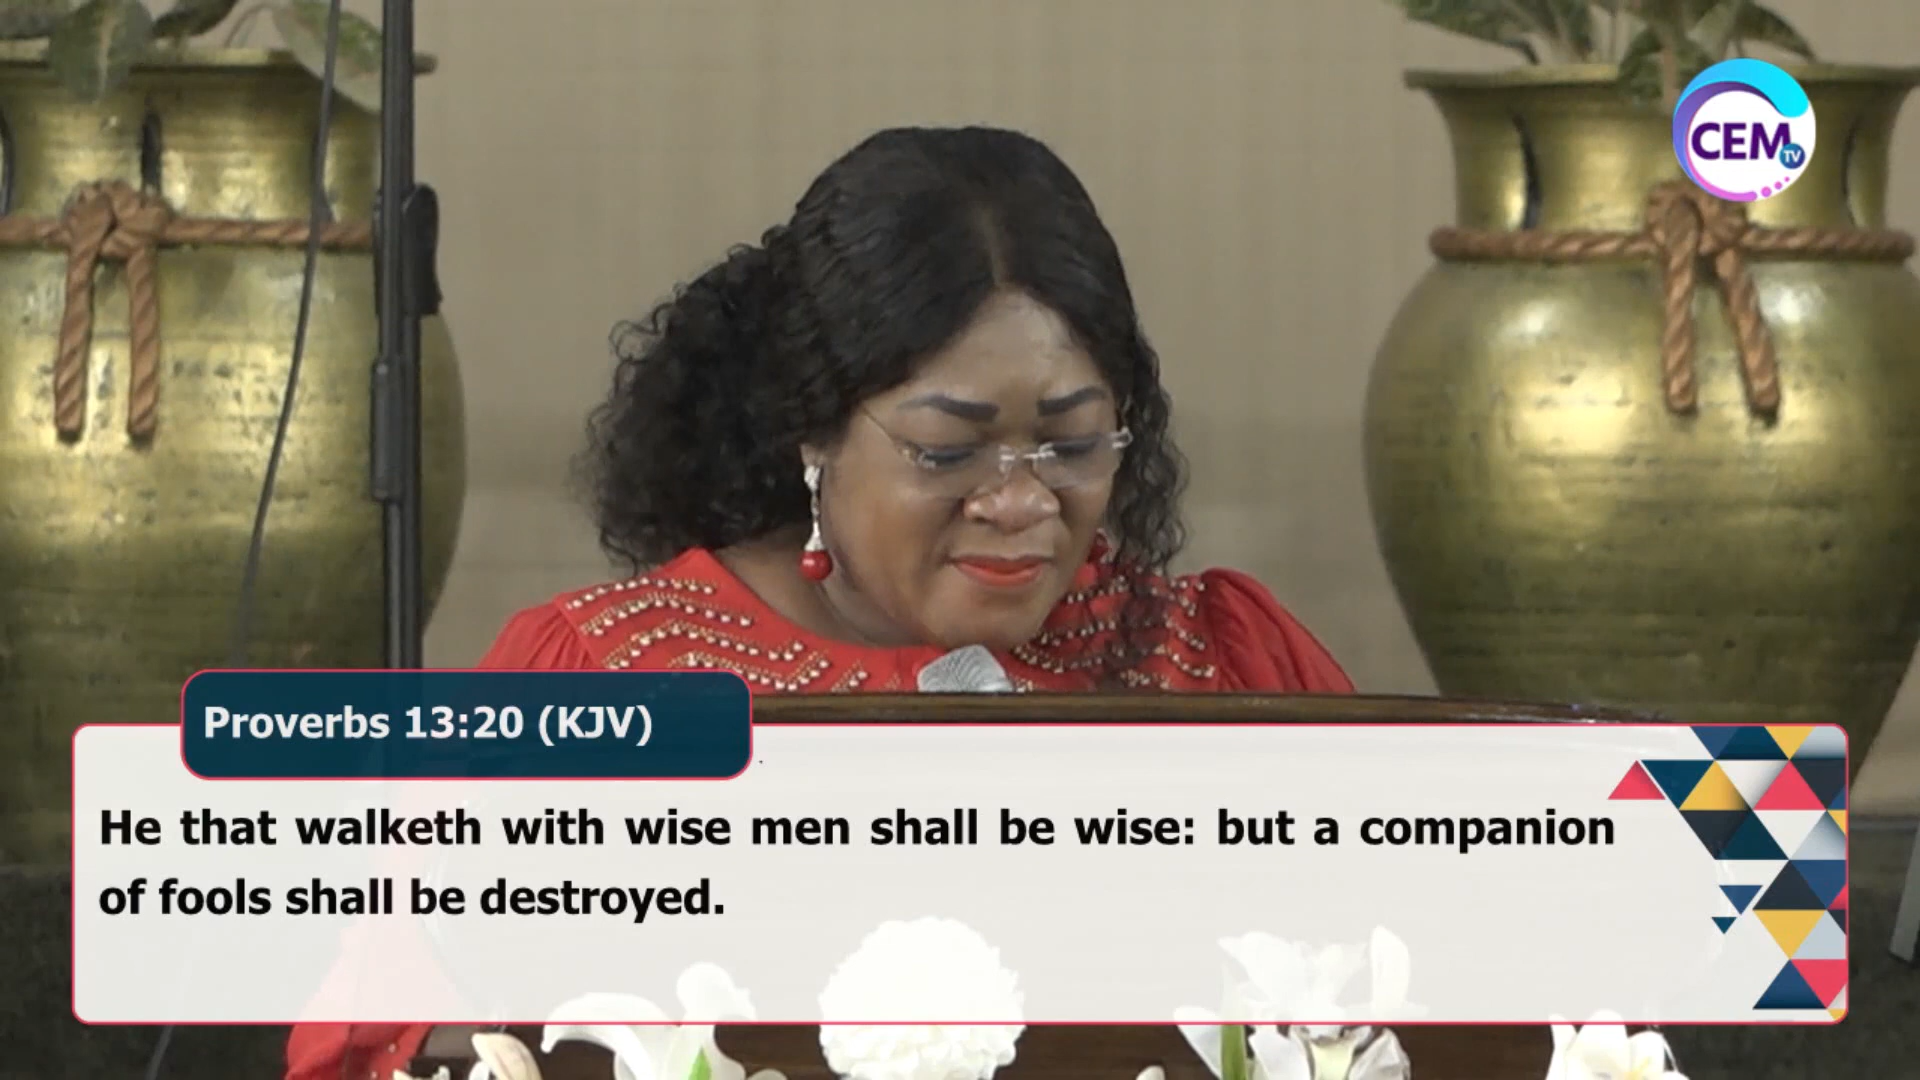 CEM
TV
Proverbs 13:20 (KJV)
He that walketh with wise men shall be wise: but a companion
of fools shall be destroyed.